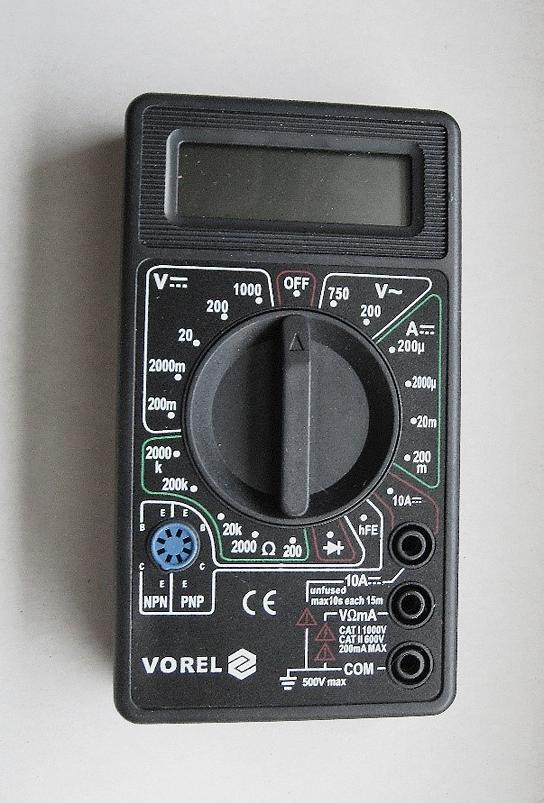 V⎓
1000
OFF
750
V~
200
200
A⎓
20
200µ
2000m
2000µ
200m
20m
2000
k
200
m
200k
10A⎓
20k
hFE
2000
Ω
200
E E
B B
C C
E E
NPN PNP
10A⎓
unfused
max10s each 15m
VΩmA
CAT I 1000V
CAT II 600V
200mA MAX
COM
500V max
CE
VOREL